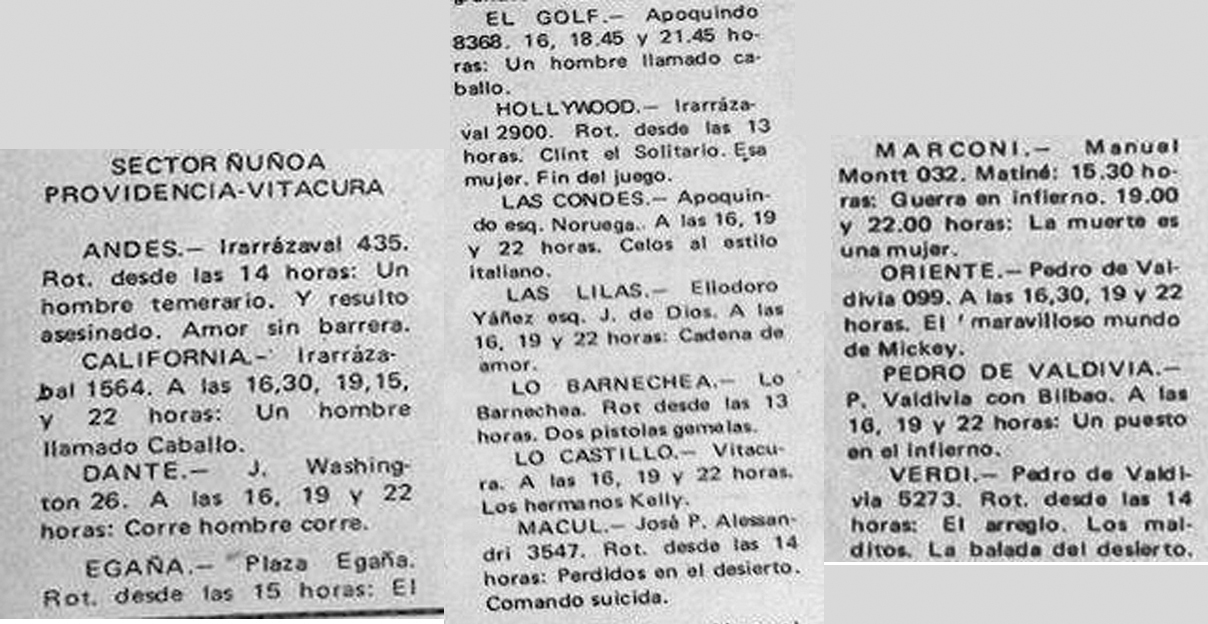 SECTOR ÑUÑOA
PROVIDENCIA-VITACURA
ANDES.— Irarrázaval 435.
Rot. desde las 14 horas: Un
hombre temerario. Y resulto
asesinado. Amor sin barrera.
CALIFORNIA.- Irarráza-
bal 1564. A las 16,30, 19,15,
y 22 horas: Un hombre
llamado Caballo.
DANTE.— J. Washing-
ton 26. A las 16, 19 y 22
horas: Corre hombre corre.
EGAÑA.— Plaza Egaña.
Rot. desde las 15 horas: El
EL GOLF.— Apoquindo
8368. 16, 18.45 y 21.45 ho-
ras: Un hombre llamado ca-
ballo.
HOLLYWOOD.— Irarráza-
val 2900. Rot. desde las 13
horas. Clint el Solitario. Esa
mujer. Fin del juego.
LAS CONDES.— Apoquin-
do esq. Noruega.. A las 16, 19
y 22 horas. Celos al estilo
italiano.
LAS LILAS.— Eliodoro
Yáñez esq. J. de Dios. A las
16, 19 y 22 horas: Cadena de
amor.
LO BARNECHEA.— Lo
Barnechea. Rot desde las 13
horas. Dos pistolas gemelas.
LO CASTILLO.— Vitacu-
ra. A las 16, 19 y 22 horas.
Los hermanos Kelly.
MACUL.— José P. Alessan-
dri 3547. Rot. desde las 14
horas: Perdidos en el desierto.
Comando suicida.
MARCONI.— Manuel
Montt 032. Matiné: 15.30 ho-
ras: Guerra en infierno. 19.00
y 22.00 horas: La muerte es
una mujer.
ORIENTE.— Pedro de Val-
divia 099. A las 16,30, 19 y 22
horas. El ' maravilloso mundo
de Mickey.
PEDRO DE VALDIVIA.—
P. Valdivia con Bilbao. A las
16, 19 y 22 horas: Un puesto
en el infierno.
VERDI.— Pedro de Valdi-
via 5273. Rot. desde las 14
horas: El arreglo. Los mal-
ditos. La balada del desierto.